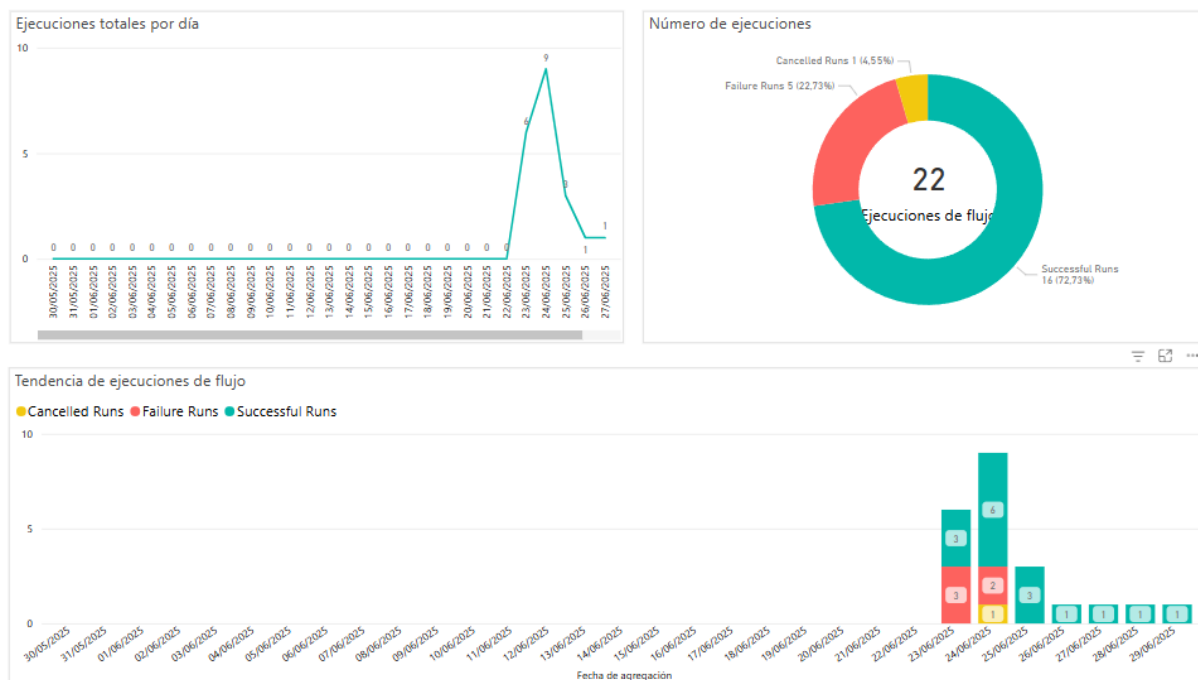 Ejecuciones totales por día
10
5
0
0 0 0 0 0 0 0 0 0 0 0 0 0 0 0 0 0 0 0 0 0 0 0 0 6 9 3 1 1
30/05/2025 31/05/2025 01/06/2025 02/06/2025 03/06/2025 04/06/2025 05/06/2025 06/06/2025 07/06/2025 08/06/2025 09/06/2025 10/06/2025 11/06/2025 12/06/2025 13/06/2025 14/06/2025 15/06/2025 16/06/2025 17/06/2025 18/06/2025 19/06/2025 20/06/2025 21/06/2025 22/06/2025 23/06/2025 24/06/2025 25/06/2025 26/06/2025 27/06/2025
Número de ejecuciones
Cancelled Runs 1 (4,55%)
Failure Runs 5 (22,73%)
22
Ejecuciones de flujo
Successful Runs
16 (72,73%)
Tendencia de ejecuciones de flujo
Cancelled Runs Failure Runs Successful Runs
10
5
0
3 3
6 2 1
3
1
1
1
1
30/05/2025 31/05/2025 01/06/2025 02/06/2025 03/06/2025 04/06/2025 05/06/2025 06/06/2025 07/06/2025 08/06/2025 09/06/2025 10/06/2025 11/06/2025 12/06/2025 13/06/2025 14/06/2025 15/06/2025 16/06/2025 17/06/2025 18/06/2025 19/06/2025 20/06/2025 21/06/2025 22/06/2025 23/06/2025 24/06/2025 25/06/2025 26/06/2025 27/06/2025 28/06/2025 29/06/2025
Fecha de agregación